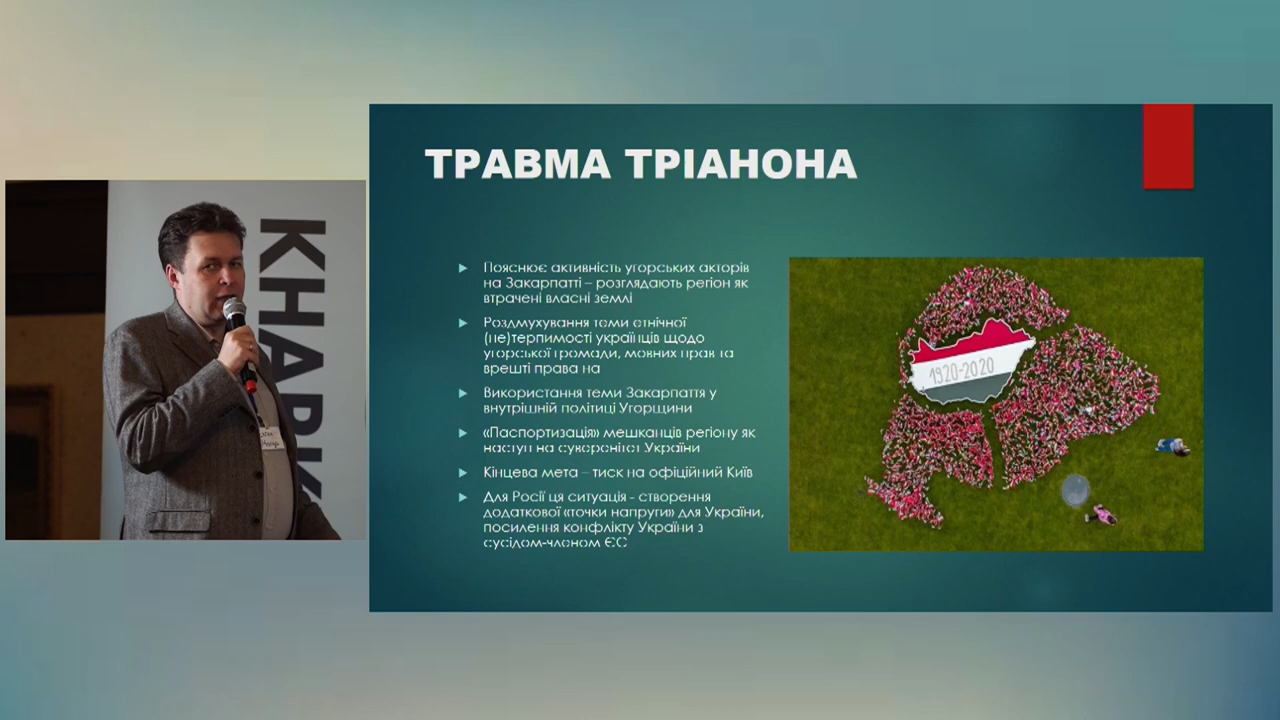 KHARK
ТРАВМА ТРІАНОНА
Пояснює активність угорських акторів
на Закарпатті – розглядають регіон як
втрачені власні землі
Роздмухування теми етнічної
(не)терпимості українців щодо
угорської громади, мовних прав та
врешті права на
Використання теми Закарпаття у
внутрішній політиці Угорщини
«Паспортизація» мешканців регіону як
наступ на суверенітет України
Кінцева мета – тиск на офіційний Київ
Для Росії ця ситуація - створення
додаткової «точки напруги» для України,
посилення конфлікту України з
сусідом-членом ЄС
1920-2020